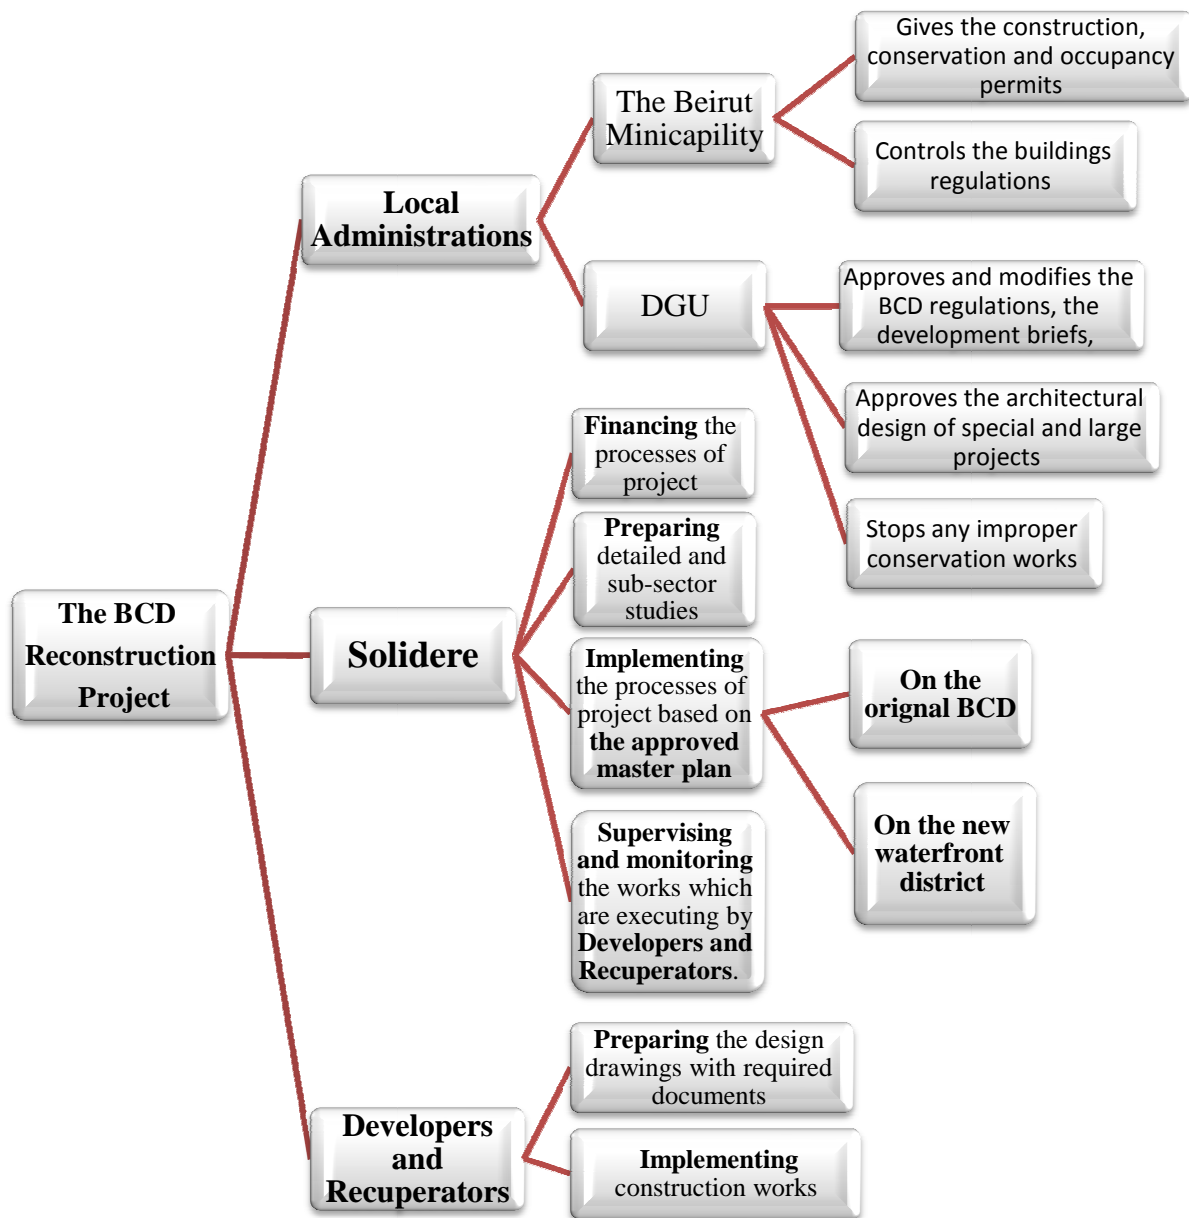 The BCD
Reconstruction
Project
Local
Administrations
The Beirut
Minicapility
Gives the construction,
conservation and occupancy
permits
Controls the buildings
regulations
DGU
Approves and modifies the
BCD regulations, the
development briefs,
Approves the architectural
design of special and large
projects
Stops any improper
conservation works
Solidere
Financing the
processes of
project
Preparing
detailed and
sub-sector
studies
Implementing
the processes of
project based on
the approved
master plan
On the
orignal BCD
On the new
waterfront
district
Supervising
and monitoring
the works which
are executing by
Developers and
Recuperators.
Developers
and
Recuperators
Preparing the design
drawings with required
documents
Implementing
construction works